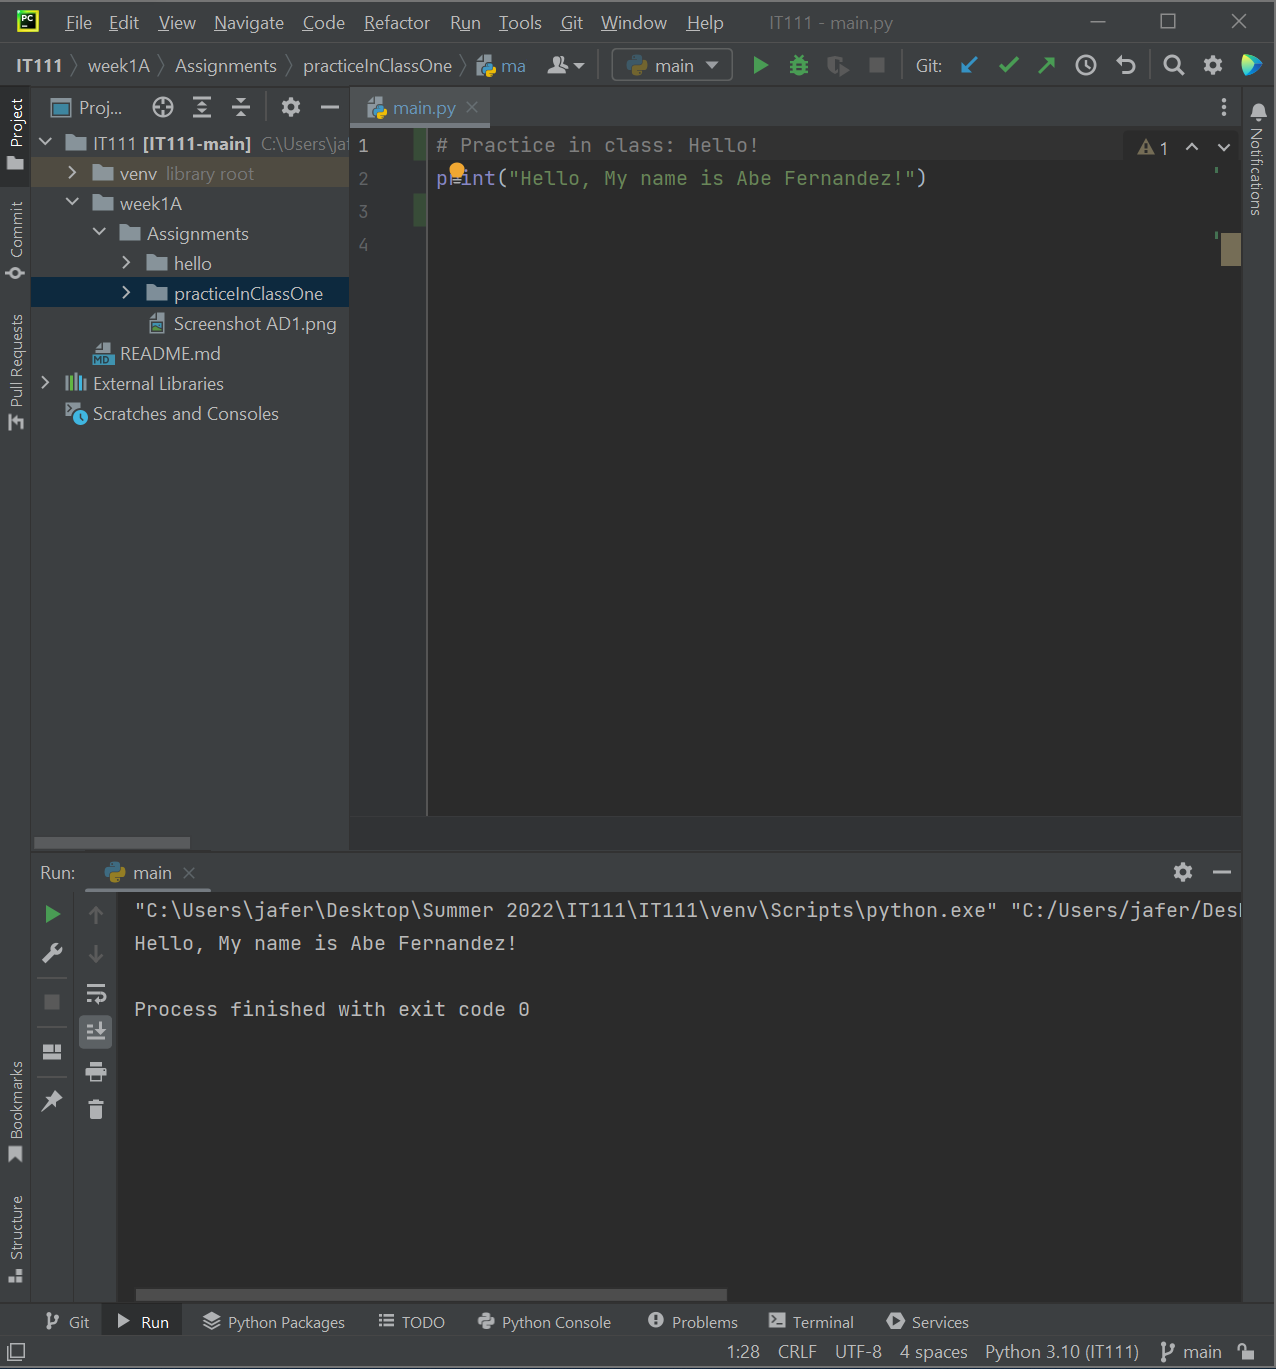 PC File Edit View Navigate Code Refactor Run Tools Git Window Help IT111 - main.py
IT111 week1A Assignments practiceInClassOne ma main Git:
Project
Commit
Pull Requests
Bookmarks
Structure
Proj...
IT111 [IT111-main] C:\Users\jaf
venv library root
week1A
Assignments
hello
practiceInClassOne
Screenshot AD1.png
MD README.md
External Libraries
Scratches and Consoles
main.py
1 # Practice in class: Hello!
2 print("Hello, My name is Abe Fernandez!")
3
4
1
Notifications
Run: main
"C:\Users\jafer\Desktop\Summer 2022\IT111\IT111\venv\Scripts\python.exe" "C:/Users/jafer/Des
Hello, My name is Abe Fernandez!
Process finished with exit code 0
Git Run Python Packages TODO Python Console Problems Terminal Services
1:28 CRLF UTF-8 4 spaces Python 3.10 (IT111) main